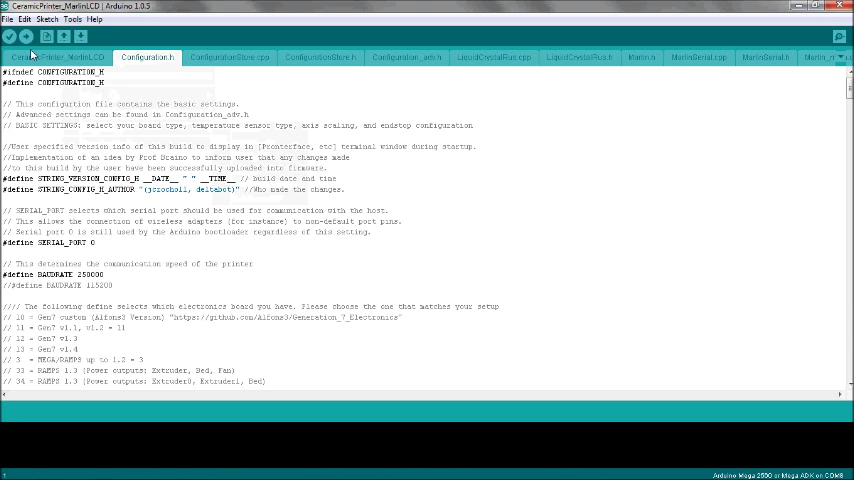 CeramicPrinter_MarlinLCD | Arduino 1.0.5
File Edit Sketch Tools Help
CeramicPrinter_MarlinLCD Configuration.h ConfigurationStore.cpp ConfigurationStore.h Configuration_adv.h LiquidCrystalRus.cpp LiquidCrystalRus.h Marlin.h MarlinSerial.cpp MarlinSerial.h Marlin_m
#ifndef CONFIGURATION_H
#define CONFIGURATION_H
// This configurtion file contains the basic settings.
// Advanced settings can be found in Configuration_adv.h
// BASIC SETTINGS: select your board type, temperature sensor type, axis scaling, and endstop configuration
//User specified version info of this build to display in [Pronterface, etc] terminal window during startup.
//Implementation of an idea by Prof Braino to inform user that any changes made
//to this build by the user have been successfully uploaded into firmware.
#define STRING_VERSION_CONFIG_H __DATE__ " " __TIME__ // build date and time
#define STRING_CONFIG_H_AUTHOR "(jcrocholl, deltabot)" //Who made the changes.
// SERIAL_PORT selects which serial port should be used for communication with the host.
// This allows the connection of wireless adapters (for instance) to non-default port pins.
// Serial port 0 is still used by the Arduino bootloader regardless of this setting.
#define SERIAL_PORT 0
// This determines the communication speed of the printer
#define BAUDRATE 250000
//#define BAUDRATE 115200
//// The following define selects which electronics board you have. Please choose the one that matches your setup
// 10 = Gen7 custom (Alfons3 Version) "https://github.com/Alfons3/Generation_7_Electronics"
// 11 = Gen7 v1.1, v1.2 = 11
// 12 = Gen7 v1.3
// 13 = Gen7 v1.4
// 3 = MEGA/RAMPS up to 1.2 = 3
// 33 = RAMPS 1.3 (Power outputs: Extruder, Bed, Fan)
// 34 = RAMPS 1.3 (Power outputs: Extruder0, Extruder1, Bed)
1
Arduino Mega 2560 or Mega ADK on COM8